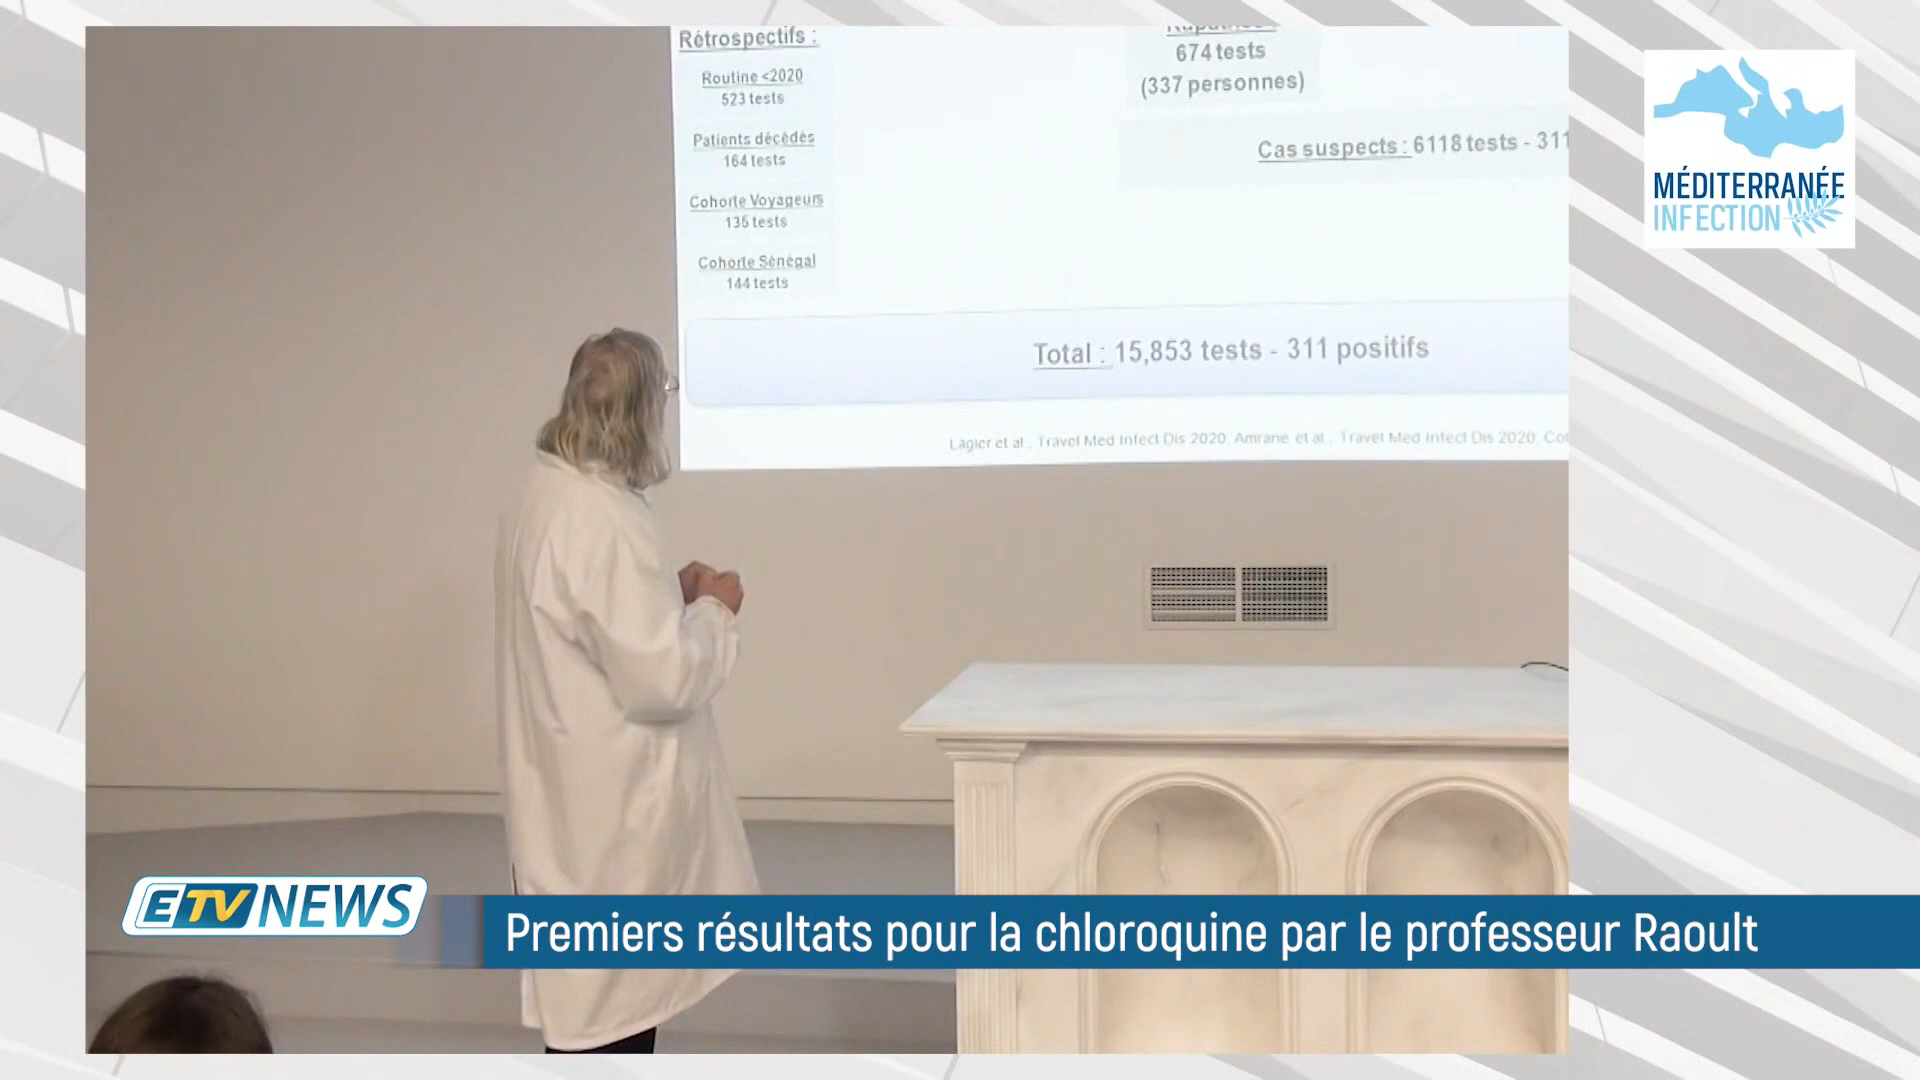 Rétrospectifs :
Routine <2020
523 tests
Patients décédés
164 tests
Cohorte Voyageurs
135 tests
Cohorte Sénégal
144 tests
674 tests
(337 personnes)
Cas suspects : 6118 tests - 311
Total : 15,853 tests - 311 positifs
Lagier et al., Travel Med Infect Dis 2020; Amrane et al., Travel Med Infect Dis 2020;
MÉDITERRANÉE
INFECTION
ETV NEWS
Premiers résultats pour la chloroquine par le professeur Raoult